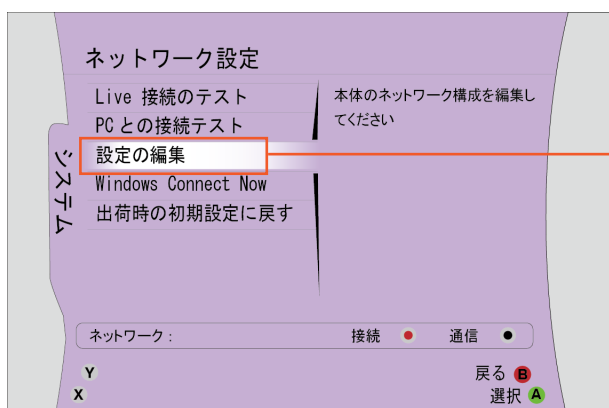 ネットワーク設定
Live 接続のテスト
PCとの接続テスト
設定の編集
Windows Connect Now
出荷時の初期設定に戻す
本体のネットワーク構成を編集し
てください
システム
ネットワーク： 接続 通信
Y 戻る B
X 選択 A